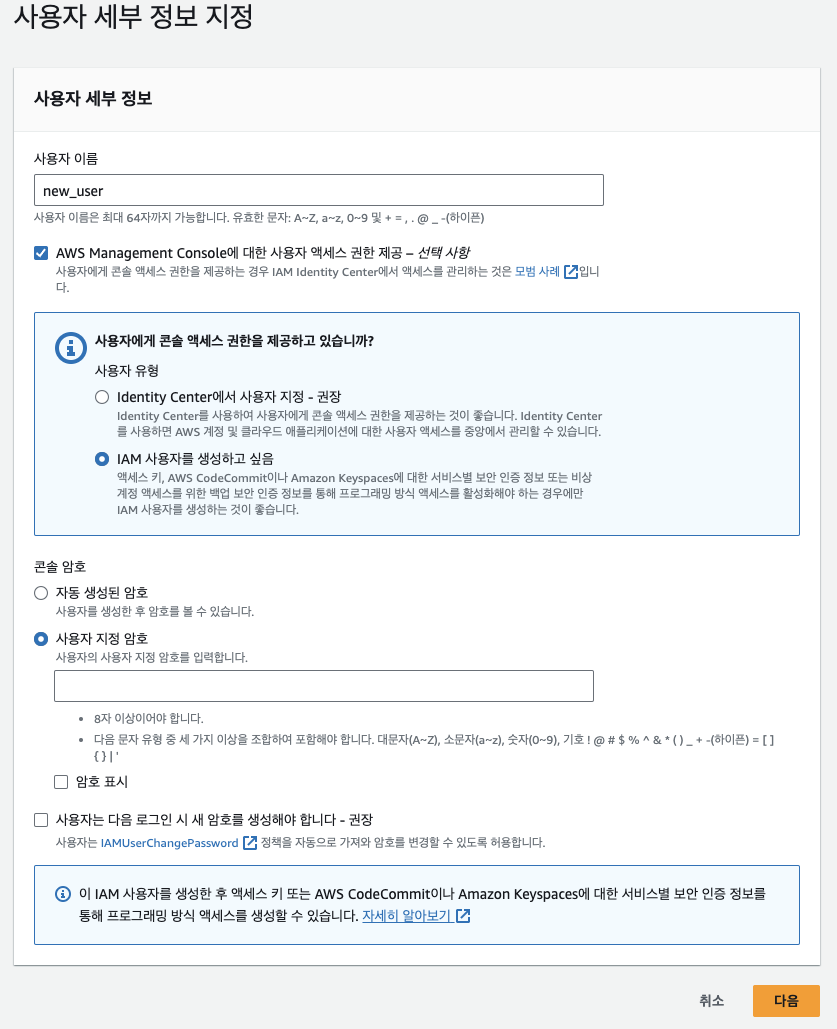 사용자 세부 정보 지정
사용자 세부 정보
사용자 이름
new_user
사용자 이름은 최대 64자까지 가능합니다. 유효한 문자: A~Z, a~z, 0~9 및 + = , . @ _ -(하이픈)
AWS Management Console에 대한 사용자 액세스 권한 제공 – 선택 사항
사용자에게 콘솔 액세스 권한을 제공하는 경우 IAM Identity Center에서 액세스를 관리하는 것은 모범 사례입니
다.
사용자에게 콘솔 액세스 권한을 제공하고 있습니까?
사용자 유형
Identity Center에서 사용자 지정 - 권장
Identity Center를 사용하여 사용자에게 콘솔 액세스 권한을 제공하는 것이 좋습니다. Identity Center
를 사용하면 AWS 계정 및 클라우드 애플리케이션에 대한 사용자 액세스를 중앙에서 관리할 수 있습니다.
IAM 사용자를 생성하고 싶음
액세스 키, AWS CodeCommit이나 Amazon Keyspaces에 대한 서비스별 보안 인증 정보 또는 비상
계정 액세스를 위한 백업 보안 인증 정보를 통해 프로그래밍 방식 액세스를 활성화해야 하는 경우에만
IAM 사용자를 생성하는 것이 좋습니다.
콘솔 암호
자동 생성된 암호
사용자를 생성한 후 암호를 볼 수 있습니다.
사용자 지정 암호
사용자의 사용자 지정 암호를 입력합니다.
• 8자 이상이어야 합니다.
• 다음 문자 유형 중 세 가지 이상을 조합하여 포함해야 합니다. 대문자(A~Z), 소문자(a~z), 숫자(0~9), 기호 ! @ # $ % ^ & * ( ) _ + -(하이픈) = [ ]
{ } | '
암호 표시
사용자는 다음 로그인 시 새 암호를 생성해야 합니다 - 권장
사용자는 IAMUserChangePassword 정책을 자동으로 가져와 암호를 변경할 수 있도록 허용합니다.
이 IAM 사용자를 생성한 후 액세스 키 또는 AWS CodeCommit이나 Amazon Keyspaces에 대한 서비스별 보안 인증 정보를
통해 프로그래밍 방식 액세스를 생성할 수 있습니다. 자세히 알아보기
취소
다음